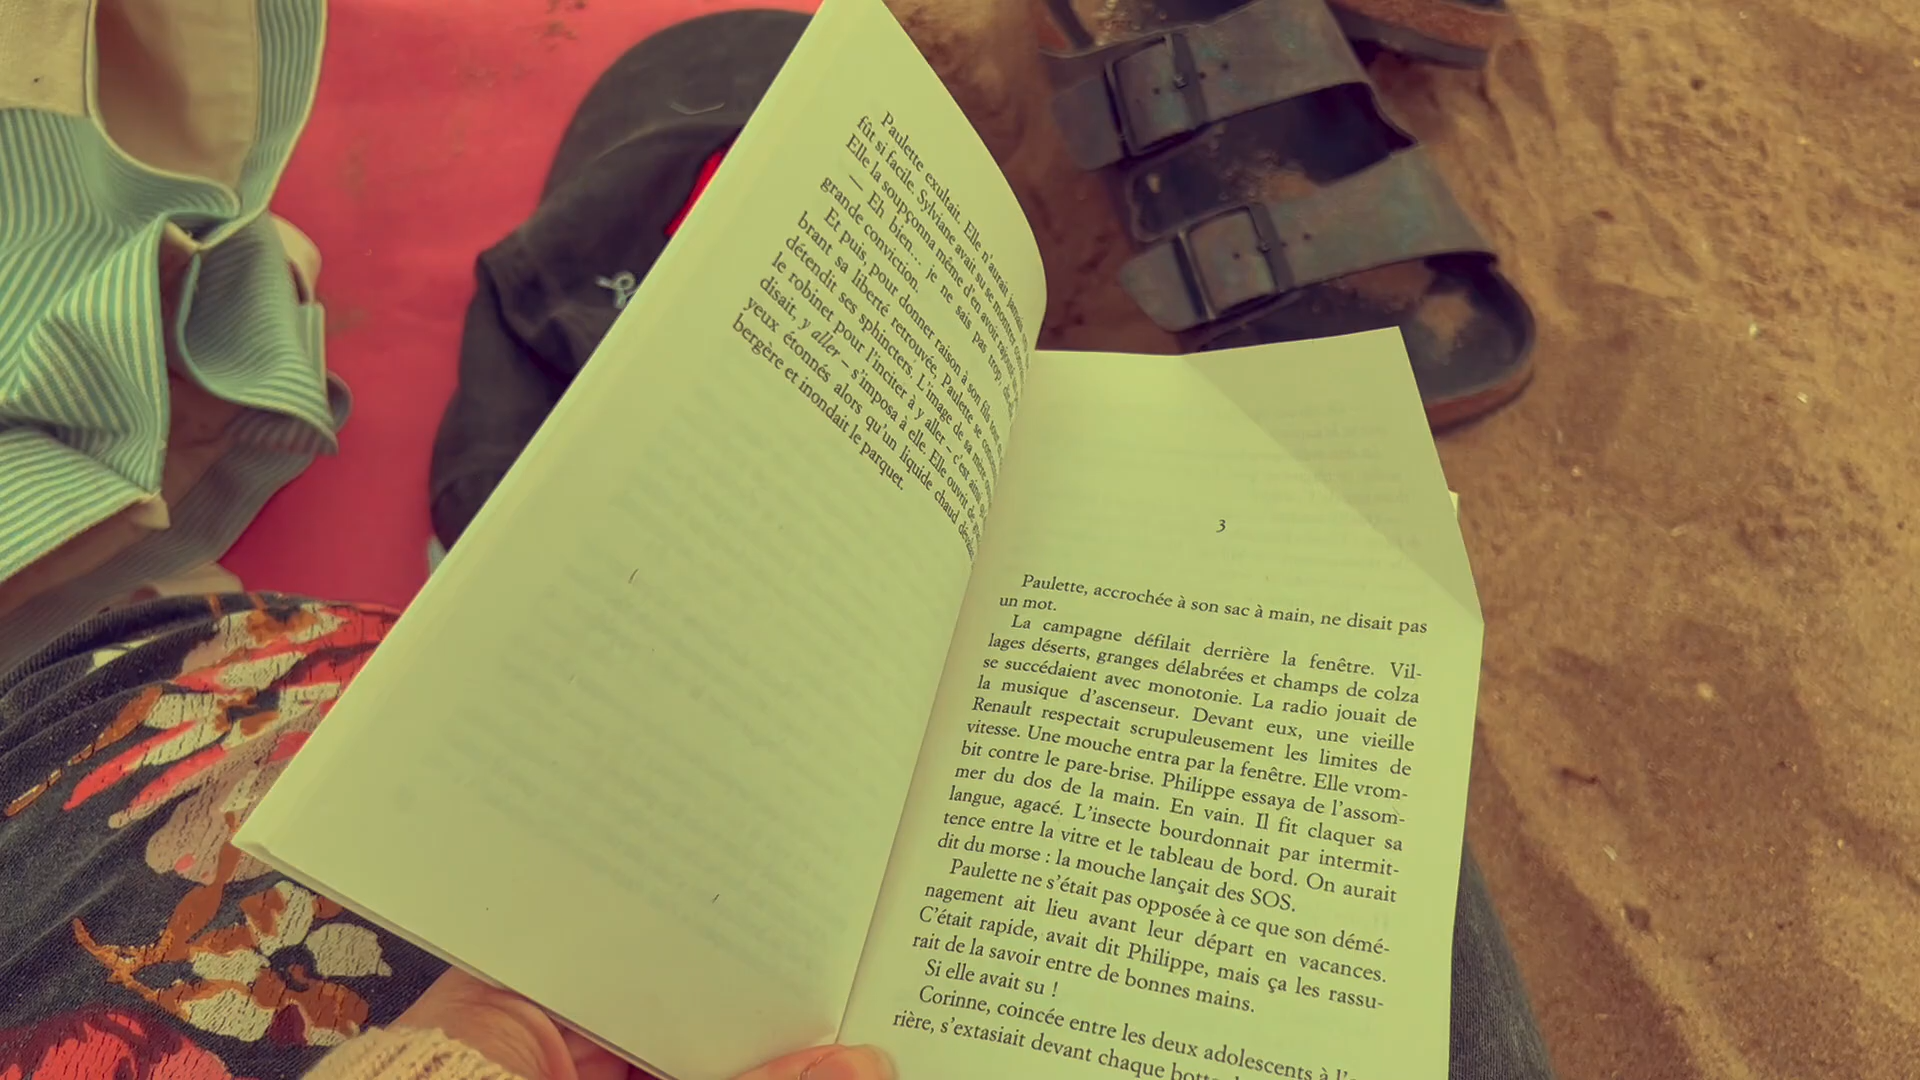 Paulette exultait. Elle n'aurait jamais
fût si facile. Sylviane avait su se montrer
Elle la soupçonna même d'en avoir rajouté
— Eh bien... je ne sais pas trop, dit-
grande conviction.
Et puis, pour donner raison à son fils tout
brant sa liberté retrouvée, Paulette se
détendit ses sphincters. L'image de sa mère
le robinet pour l'inciter à y aller – c'est ainsi
disait, y aller – s'imposa à elle. Elle ouvrit de
yeux étonnés alors qu'un liquide chaud
bergère et inondait le parquet.
3
Paulette, accrochée à son sac à main, ne disait pas
un mot.
La campagne défilait derrière la fenêtre. Vil-
lages déserts, granges délabrées et champs de colza
se succédaient avec monotonie. La radio jouait de
la musique d'ascenseur. Devant eux, une vieille
Renault respectait scrupuleusement les limites de
vitesse. Une mouche entra par la fenêtre. Elle vrom-
bit contre le pare-brise. Philippe essaya de l'assom-
mer du dos de la main. En vain. Il fit claquer sa
langue, agacé. L'insecte bourdonnait par intermit-
tence entre la vitre et le tableau de bord. On aurait
dit du morse : la mouche lançait des SOS.
Paulette ne s'était pas opposée à ce que son démé-
nagement ait lieu avant leur départ en vacances.
C'était rapide, avait dit Philippe, mais ça les rassu-
rait de la savoir entre de bonnes mains.
Si elle avait su !
Corinne, coincée entre les deux adolescents à
rière, s'extasiait devant chaque